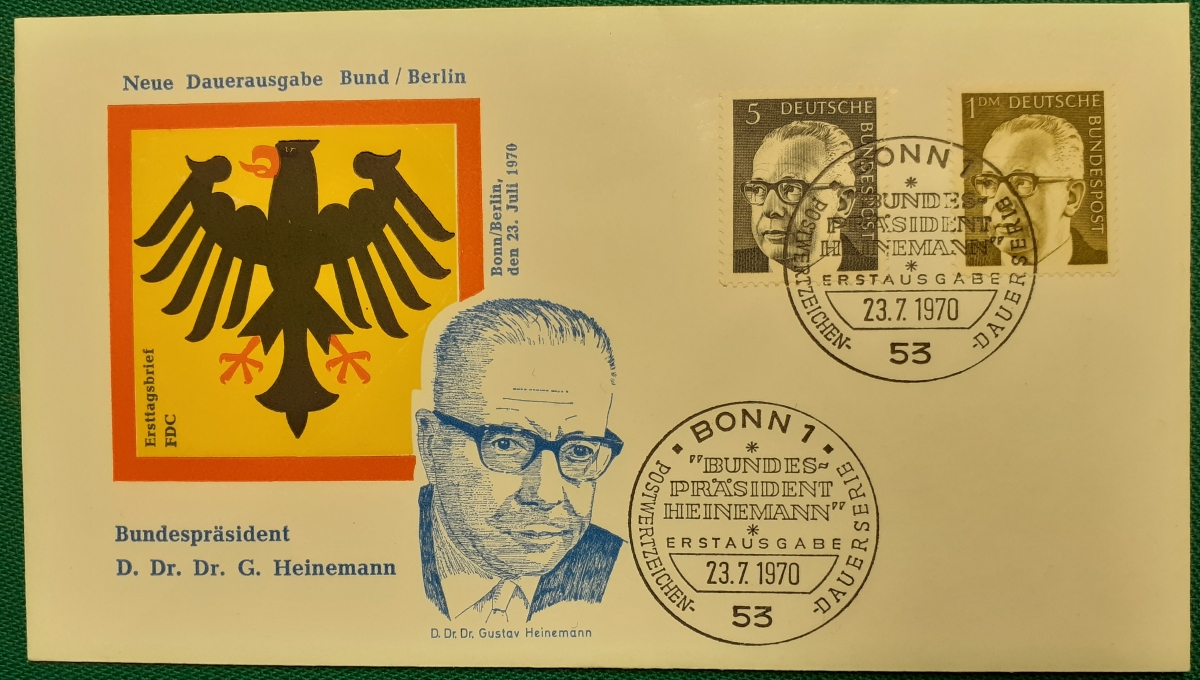 Neue Dauerausgabe Bund / Berlin
Bonn/Berlin,
den 23. Juli 1970
Ersttagsbrief
FDC
Bundespräsident
D. Dr. Dr. G. Heinemann
D. Dr. Dr. Gustav Heinemann
5 DEUTSCHE
BUNDESPOST
1 DM DEUTSCHE
BUNDESPOST
BONN 1
"BUNDES-
PRÄSIDENT
HEINEMANN"
ERSTAUSGABE
23.7.1970
53
POSTWERTZEICHEN-
-DAUERSERIE
BONN 1
"BUNDES-
PRÄSIDENT
HEINEMANN"
ERSTAUSGABE
23.7.1970
53
POSTWERTZEICHEN-
-DAUERSERIE